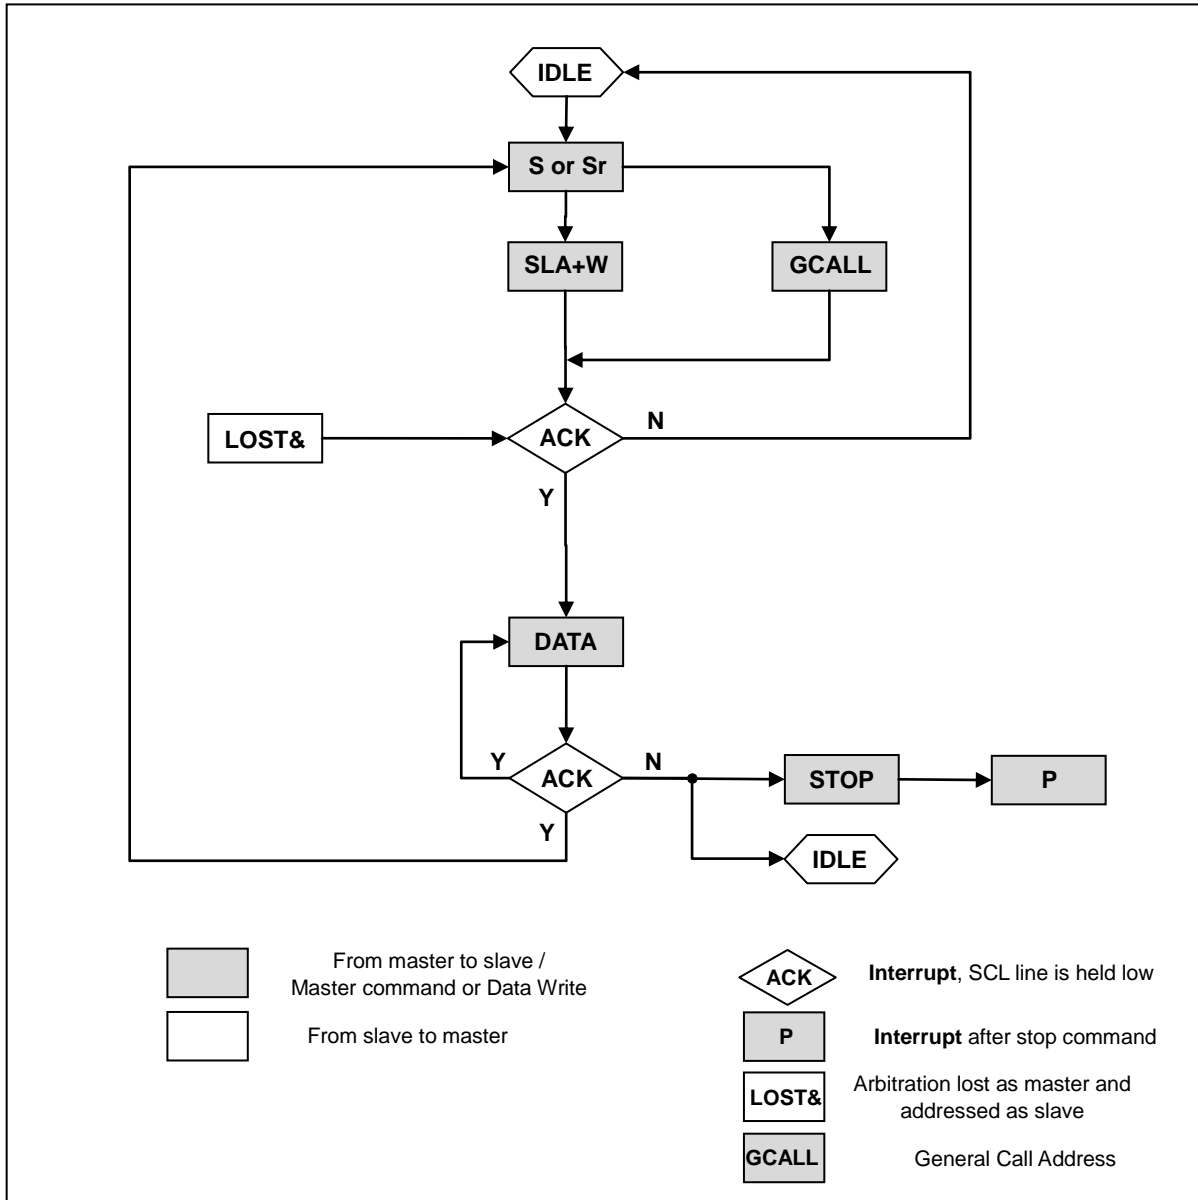 IDLE
S or Sr
SLA+W
GCALL
LOST&
ACK
N
Y
DATA
Y
ACK
N
STOP
P
Y
IDLE
From master to slave /
Master command or Data Write
From slave to master
ACK
Interrupt, SCL line is held low
P
Interrupt after stop command
LOST&
Arbitration lost as master and
addressed as slave
GCALL
General Call Address